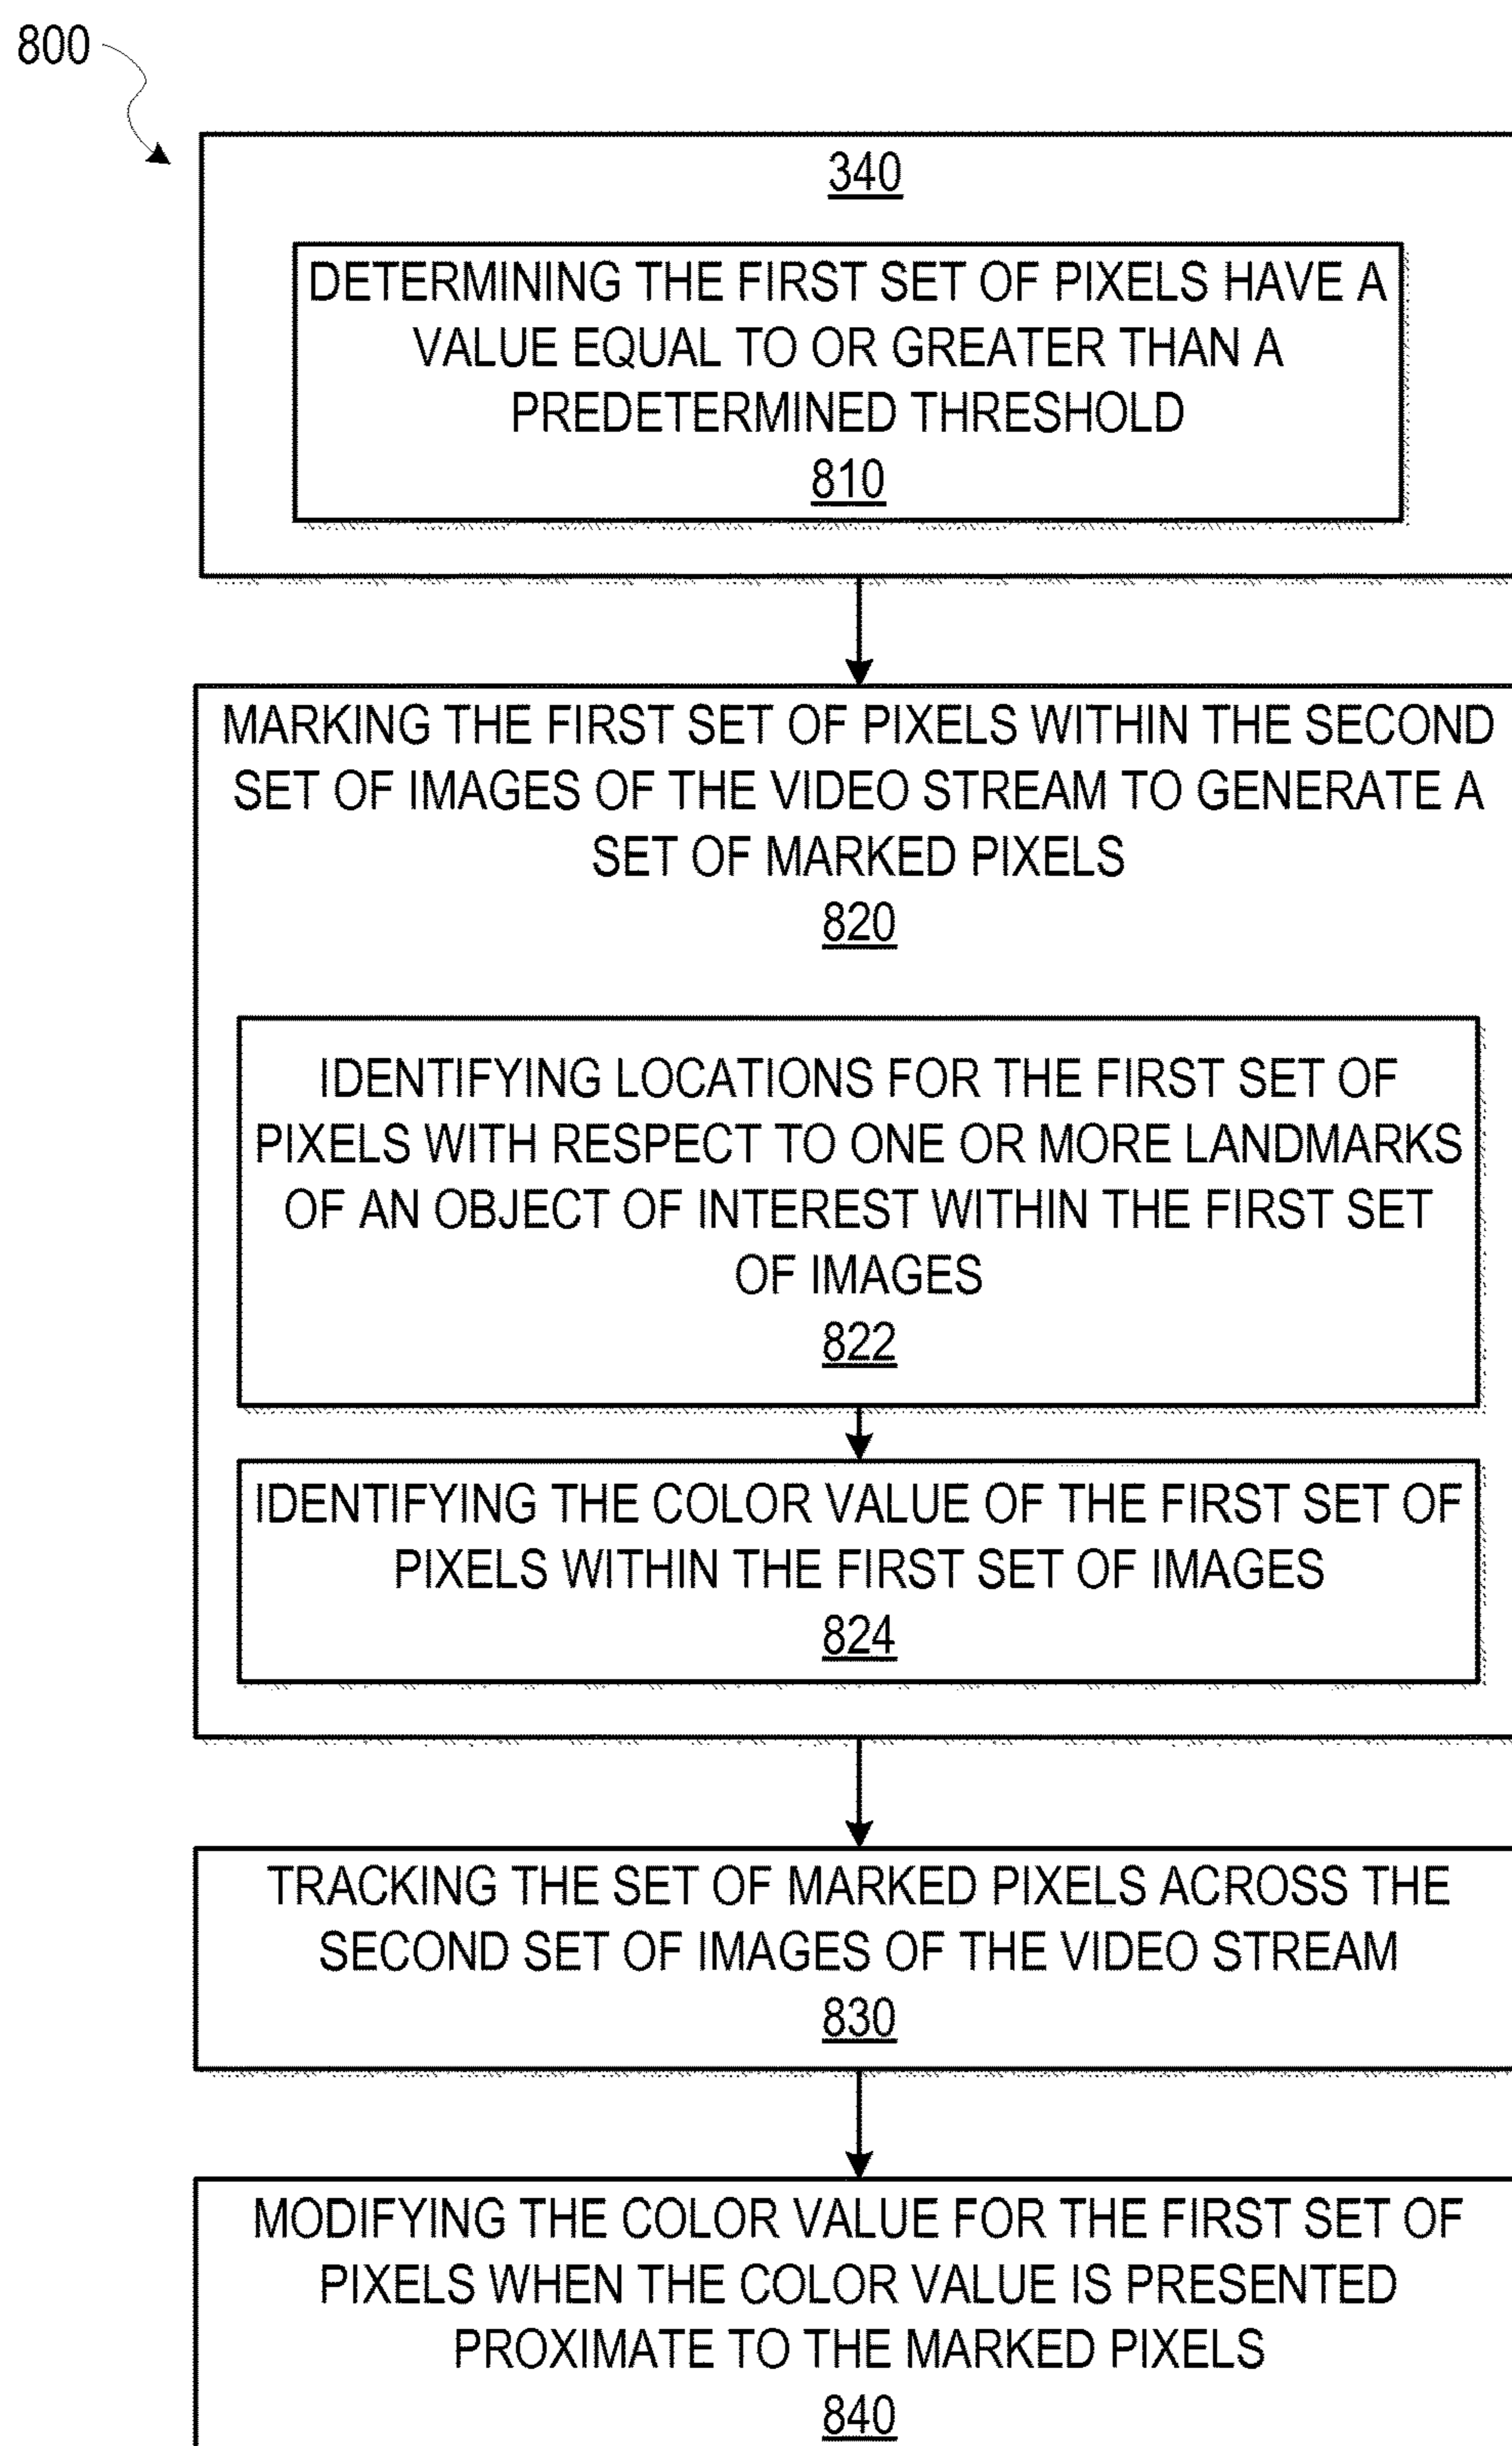 800
340
DETERMINING THE FIRST SET OF PIXELS HAVE A
VALUE EQUAL TO OR GREATER THAN A
PREDETERMINED THRESHOLD
810
MARKING THE FIRST SET OF PIXELS WITHIN THE SECOND
SET OF IMAGES OF THE VIDEO STREAM TO GENERATE A
SET OF MARKED PIXELS
820
IDENTIFYING LOCATIONS FOR THE FIRST SET OF
PIXELS WITH RESPECT TO ONE OR MORE LANDMARKS
OF AN OBJECT OF INTEREST WITHIN THE FIRST SET
OF IMAGES
822
IDENTIFYING THE COLOR VALUE OF THE FIRST SET OF
PIXELS WITHIN THE FIRST SET OF IMAGES
824
TRACKING THE SET OF MARKED PIXELS ACROSS THE
SECOND SET OF IMAGES OF THE VIDEO STREAM
830
MODIFYING THE COLOR VALUE FOR THE FIRST SET OF
PIXELS WHEN THE COLOR VALUE IS PRESENTED
PROXIMATE TO THE MARKED PIXELS
840